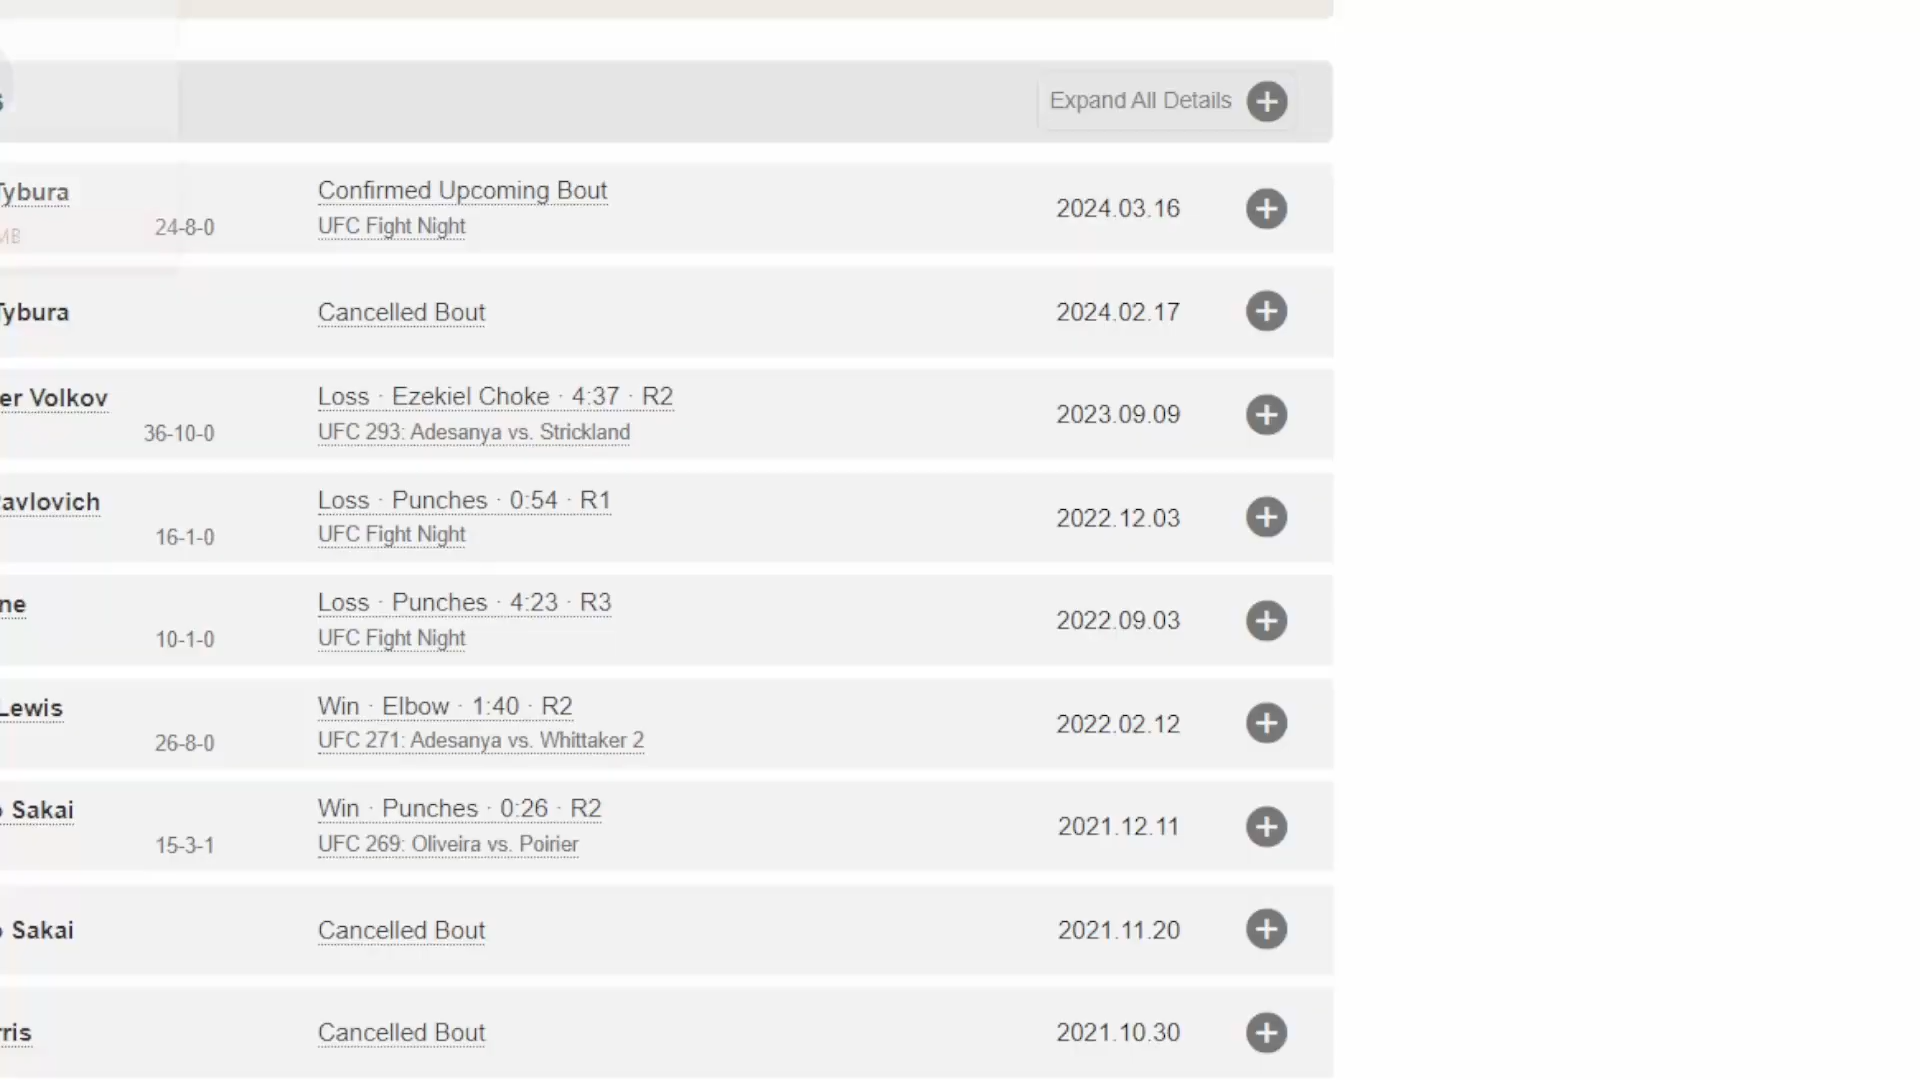 Expand All Details
Tybura
Confirmed Upcoming Bout
24-8-0
UFC Fight Night
2024.03.16
Tybura
Cancelled Bout
2024.02.17
er Volkov
Loss · Ezekiel Choke · 4:37 · R2
36-10-0
UFC 293: Adesanya vs. Strickland
2023.09.09
avlovich
Loss · Punches · 0:54 · R1
16-1-0
UFC Fight Night
2022.12.03
ne
Loss · Punches · 4:23 · R3
10-1-0
UFC Fight Night
2022.09.03
Lewis
Win · Elbow · 1:40 · R2
26-8-0
UFC 271: Adesanya vs. Whittaker 2
2022.02.12
Sakai
Win · Punches · 0:26 · R2
15-3-1
UFC 269: Oliveira vs. Poirier
2021.12.11
Sakai
Cancelled Bout
2021.11.20
rris
Cancelled Bout
2021.10.30